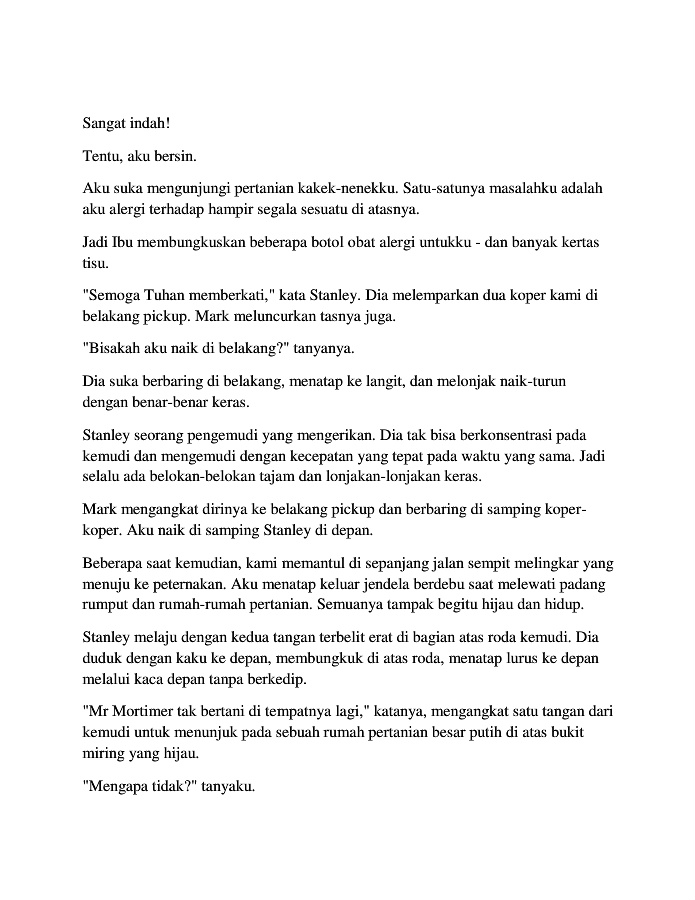 Sangat indah!
Tentu, aku bersin.
Aku suka mengunjungi pertanian kakek-nenekku. Satu-satunya masalahku adalah
aku alergi terhadap hampir segala sesuatu di atasnya.
Jadi Ibu membungkuskan beberapa botol obat alergi untukku - dan banyak kertas
tisu.
"Semoga Tuhan memberkati," kata Stanley. Dia melemparkan dua koper kami di
belakang pickup. Mark meluncurkan tasnya juga.
"Bisakah aku naik di belakang?" tanyanya.
Dia suka berbaring di belakang, menatap ke langit, dan melonjak naik-turun
dengan benar-benar keras.
Stanley seorang pengemudi yang mengerikan. Dia tak bisa berkonsentrasi pada
kemudi dan mengemudi dengan kecepatan yang tepat pada waktu yang sama. Jadi
selalu ada belokan-belokan tajam dan lonjakan-lonjakan keras.
Mark mengangkat dirinya ke belakang pickup dan berbaring di samping koper-
koper. Aku naik di samping Stanley di depan.
Beberapa saat kemudian, kami memantul di sepanjang jalan sempit melingkar yang
menuju ke peternakan. Aku menatap keluar jendela berdebu saat melewati padang
rumput dan rumah-rumah pertanian. Semuanya tampak begitu hijau dan hidup.
Stanley melaju dengan kedua tangan terbelit erat di bagian atas roda kemudi. Dia
duduk dengan kaku ke depan, membungkuk di atas roda, menatap lurus ke depan
melalui kaca depan tanpa berkedip.
"Mr Mortimer tak bertani di tempatnya lagi," katanya, mengangkat satu tangan dari
kemudi untuk menunjuk pada sebuah rumah pertanian besar putih di atas bukit
miring yang hijau.
"Mengapa tidak?" tanyaku.